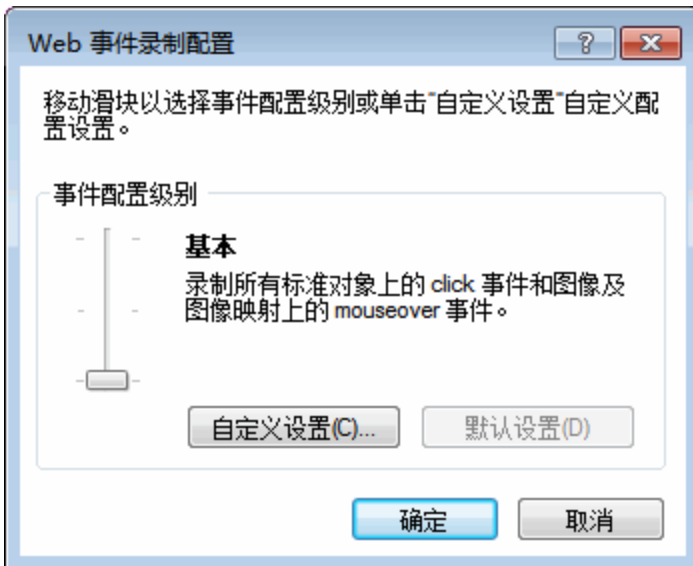 Web 事件录制配置
移动滑块以选择事件配置级别或单击"自定义设置"自定义配
置设置。
事件配置级别
基本
录制所有标准对象上的 click 事件和图像及
图像映射上的 mouseover 事件。
自定义设置(C)... 默认设置(D)
确定 取消